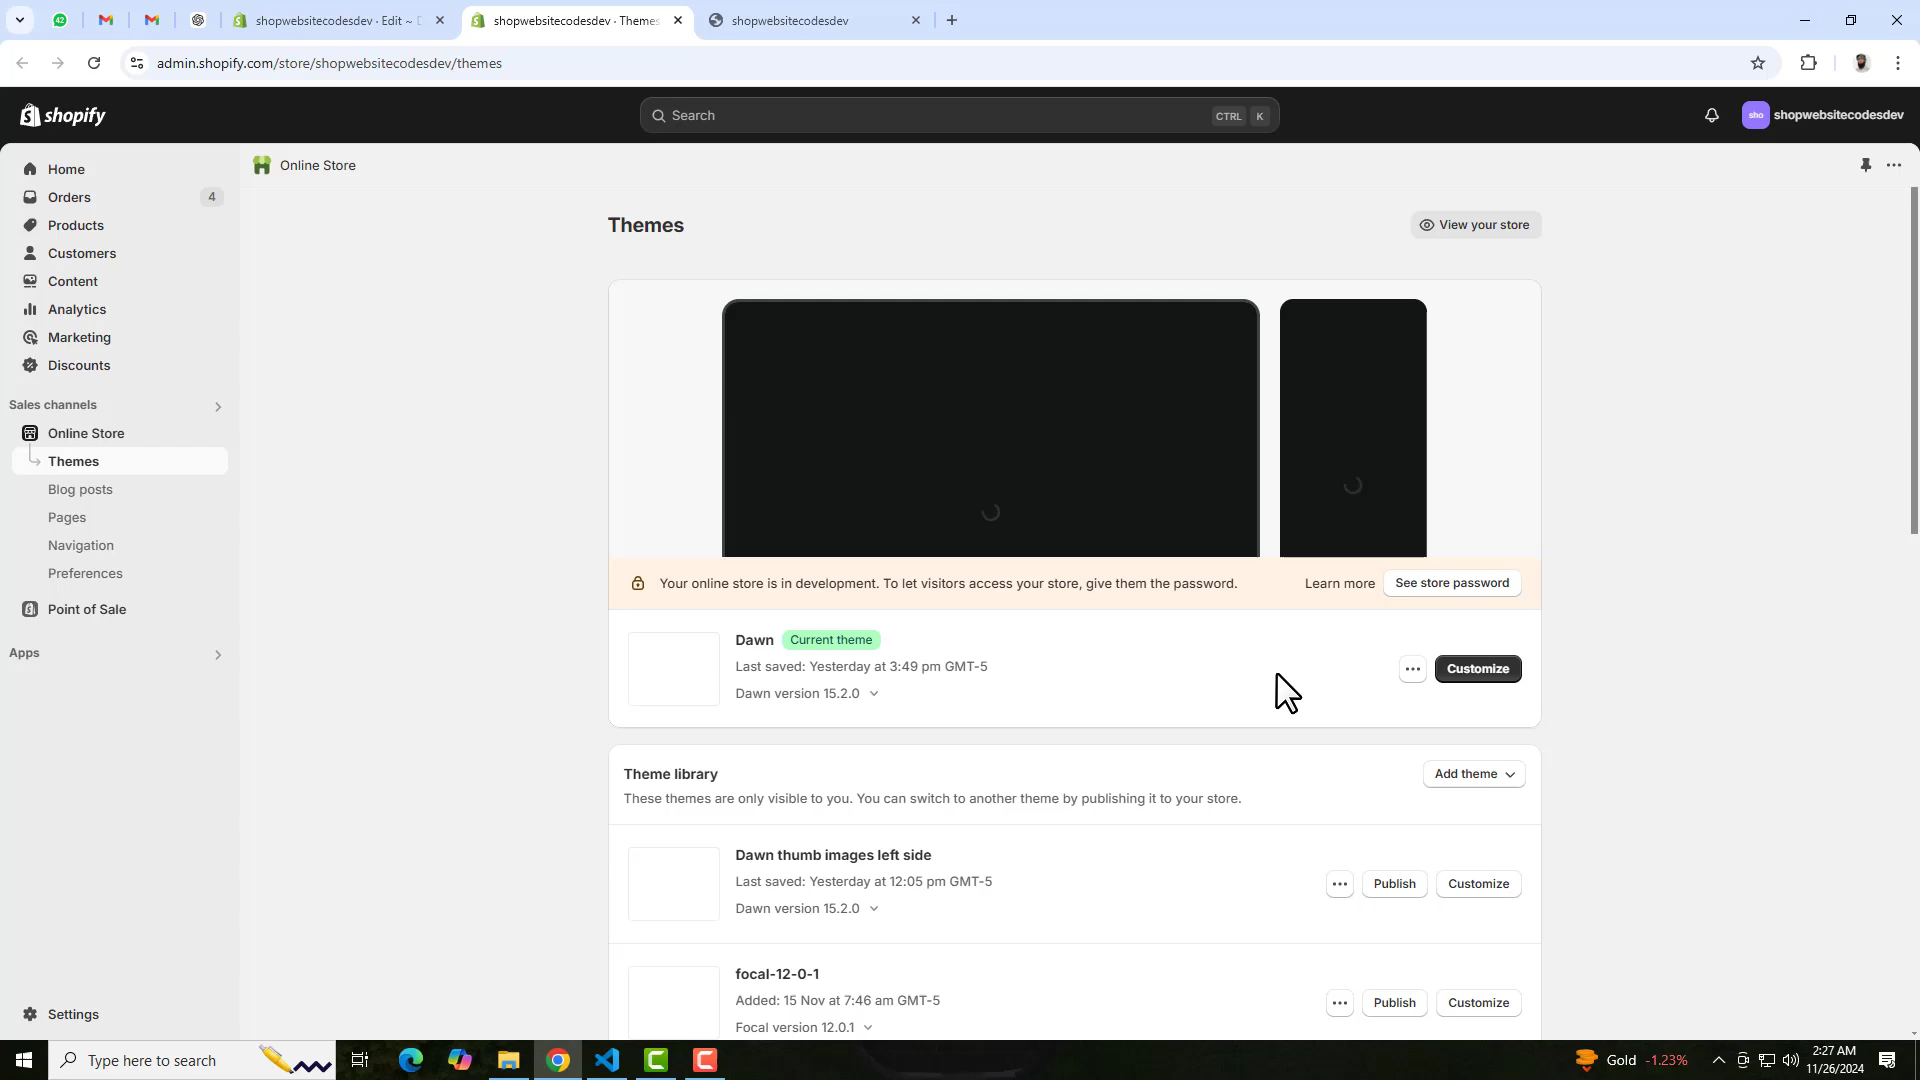 shopwebsitecodesdev · Edit ~ D
shopwebsitecodesdev · Themes
shopwebsitecodesdev
admin.shopify.com/store/shopwebsitecodesdev/themes
shopify
Search
CTRL K
sho
shopwebsitecodesdev
Home
Orders
4
Products
Customers
Content
Analytics
Marketing
Discounts
Sales channels
Online Store
Themes
Blog posts
Pages
Navigation
Preferences
Point of Sale
Apps
Settings
Online Store
Themes
View your store
Your online store is in development. To let visitors access your store, give them the password.
Learn more
See store password
Dawn
Current theme
Last saved: Yesterday at 3:49 pm GMT-5
Dawn version 15.2.0
Customize
Theme library
Add theme
These themes are only visible to you. You can switch to another theme by publishing it to your store.
Dawn thumb images left side
Last saved: Yesterday at 12:05 pm GMT-5
Dawn version 15.2.0
Publish
Customize
focal-12-0-1
Added: 15 Nov at 7:46 am GMT-5
Focal version 12.0.1
Publish
Customize
Type here to search
Gold -1.23%
2:27 AM
11/26/2024